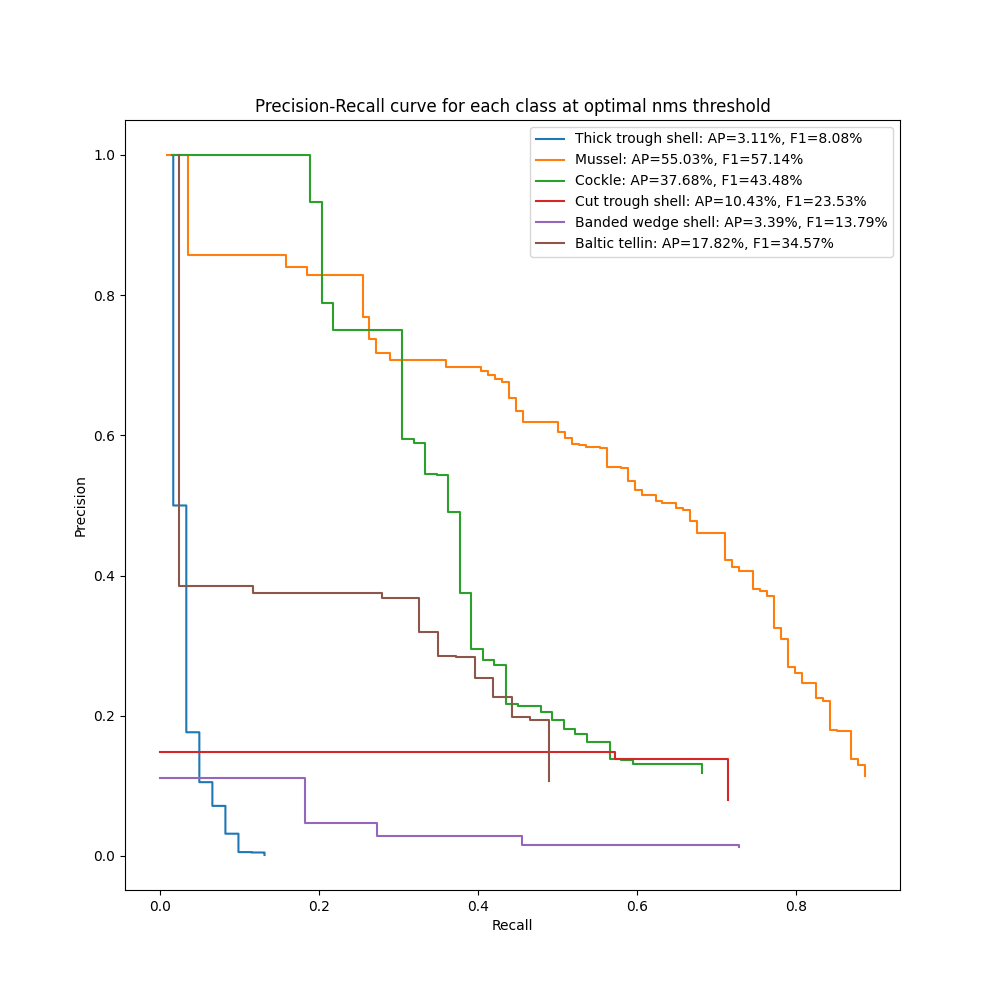 Precision-Recall curve for each class at optimal nms threshold
Thick trough shell: AP=3.11%, F1=8.08%
Mussel: AP=55.03%, F1=57.14%
Cockle: AP=37.68%, F1=43.48%
Cut trough shell: AP=10.43%, F1=23.53%
Banded wedge shell: AP=3.39%, F1=13.79%
Baltic tellin: AP=17.82%, F1=34.57%
1.0
0.8
0.6
0.4
0.2
0.0
Precision
0.0 0.2 0.4 0.6 0.8
Recall